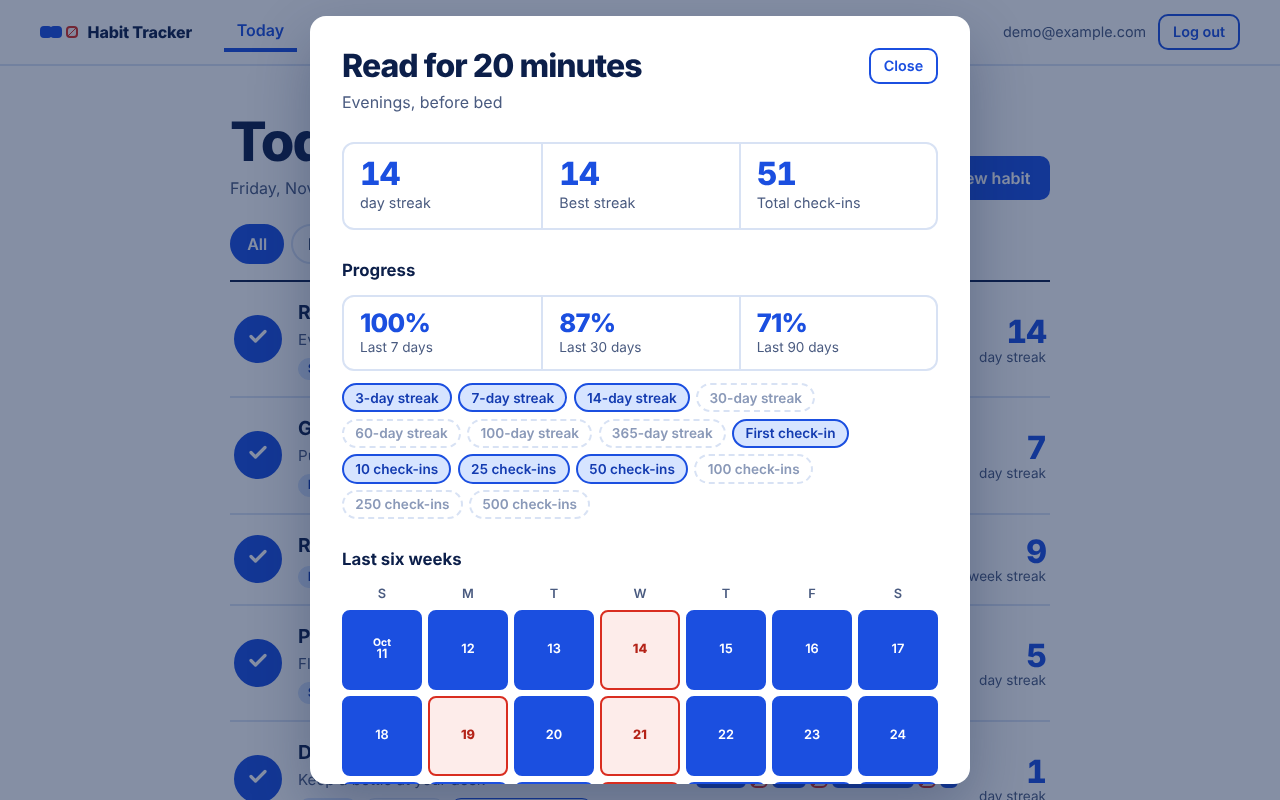 Habit Tracker
Today
demo@example.com
Log out
Read for 20 minutes
Close
Evenings, before bed
14
day streak
14
Best streak
51
Total check-ins
Progress
100%
Last 7 days
87%
Last 30 days
71%
Last 90 days
3-day streak
7-day streak
14-day streak
30-day streak
60-day streak
100-day streak
365-day streak
First check-in
10 check-ins
25 check-ins
50 check-ins
100 check-ins
250 check-ins
500 check-ins
Last six weeks
S M T W T F S
Oct
11 12 13 14 15 16 17
18 19 20 21 22 23 24
Friday,
habit
All
14
day streak
7
day streak
9
week streak
5
day streak
1
day streak